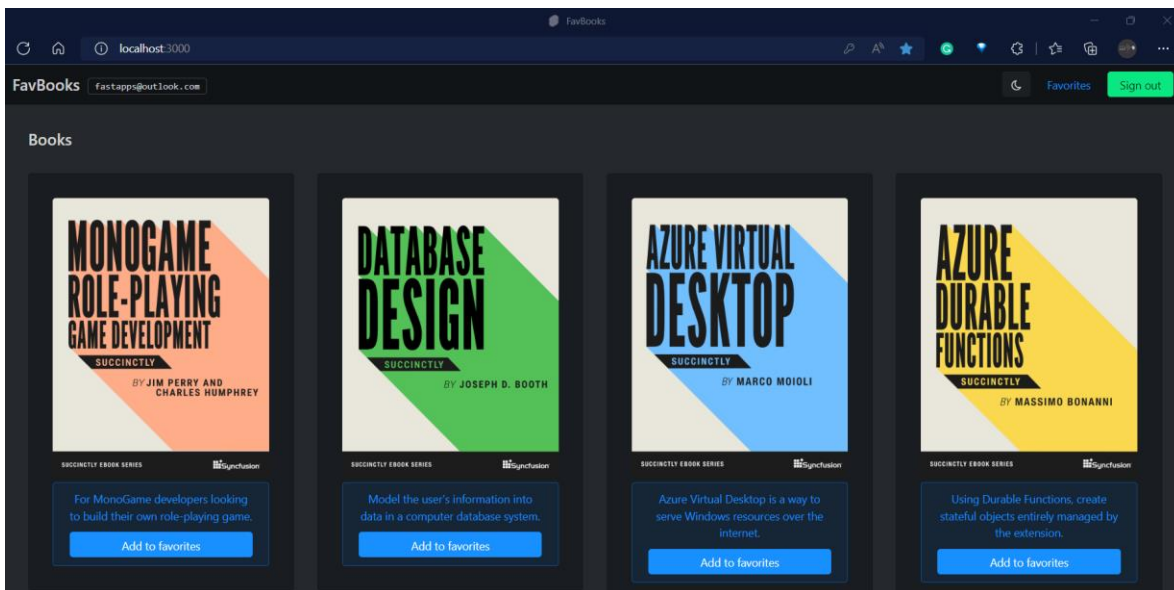 FavBooks
localhost:3000
FavBooks fastapps@outlook.com Favorites Sign out
Books
MONOGAME
ROLE-PLAYING
GAME DEVELOPMENT
SUCCINCTLY
BY JIM PERRY AND
CHARLES HUMPHREY
SUCCINCTLY EBOOK SERIES Syncfusion
For MonoGame developers looking
to build their own role-playing game.
Add to favorites
DATABASE
DESIGN
SUCCINCTLY
BY JOSEPH D. BOOTH
SUCCINCTLY EBOOK SERIES Syncfusion
Model the user's information into
data in a computer database system.
Add to favorites
AZURE VIRTUAL
DESKTOP
SUCCINCTLY
BY MARCO MOIOLI
SUCCINCTLY EBOOK SERIES Syncfusion
Azure Virtual Desktop is a way to
serve Windows resources over the
internet.
Add to favorites
AZURE
DURABLE
FUNCTIONS
SUCCINCTLY
BY MASSIMO BONANNI
SUCCINCTLY EBOOK SERIES Syncfusion
Using Durable Functions, create
stateful objects entirely managed by
the extension.
Add to favorites